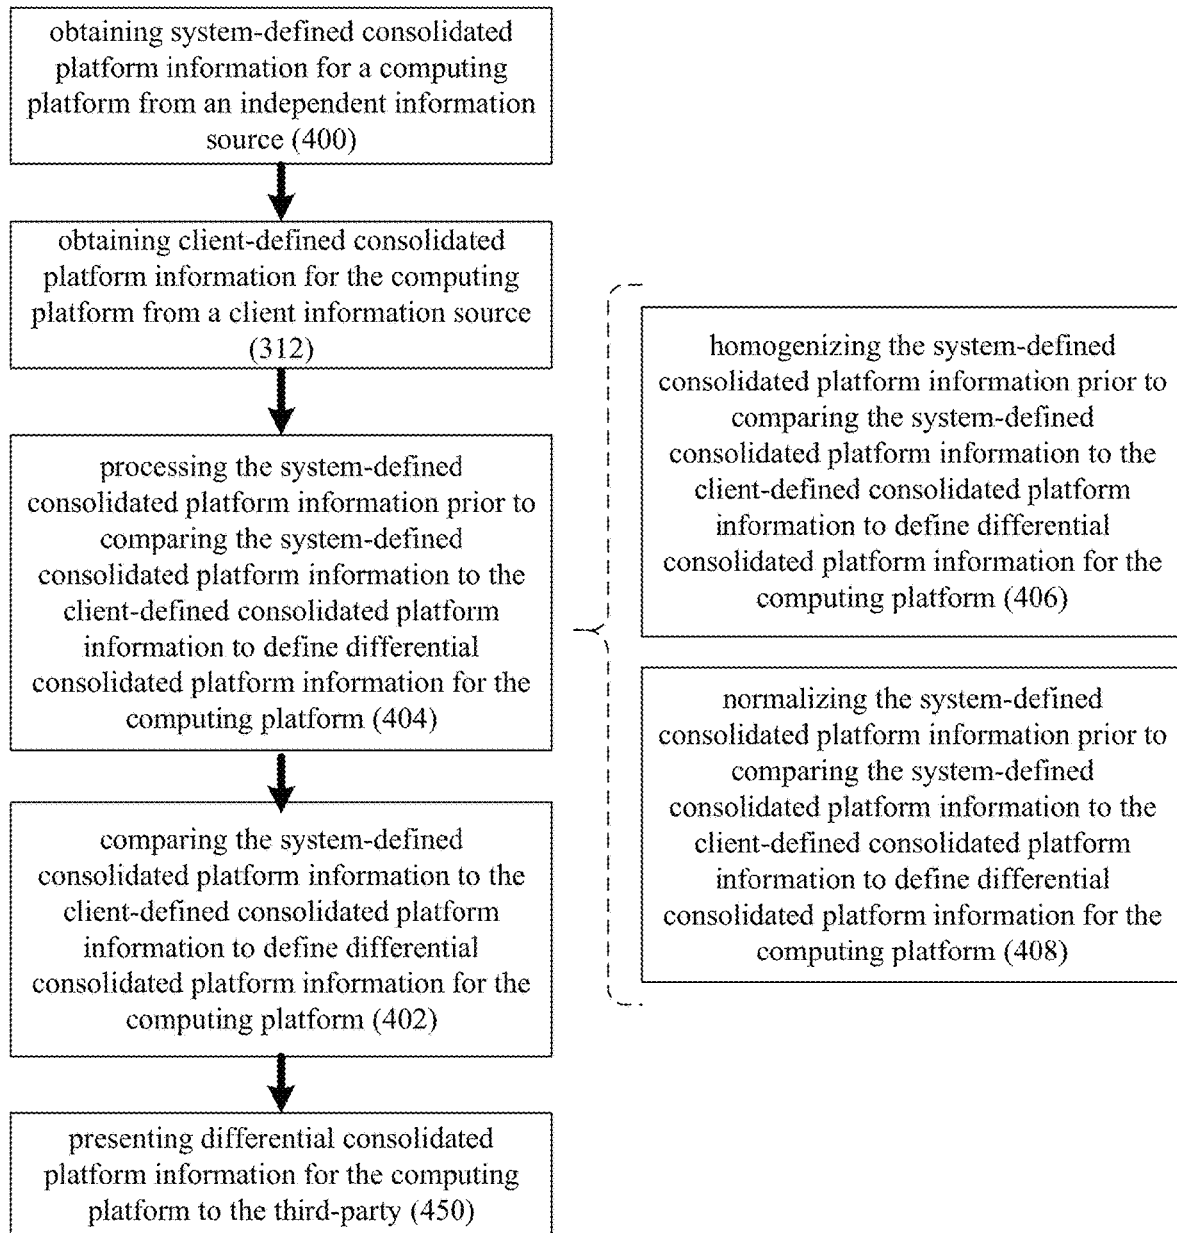 obtaining system-defined consolidated
platform information for a computing
platform from an independent information
source (400)
obtaining client-defined consolidated
platform information for the computing
platform from a client information source
(312)
processing the system-defined
consolidated platform information prior to
comparing the system-defined
consolidated platform information to the
client-defined consolidated platform
information to define differential
consolidated platform information for the
computing platform (404)
comparing the system-defined
consolidated platform information to the
client-defined consolidated platform
information to define differential
consolidated platform information for the
computing platform (402)
presenting differential consolidated
platform information for the computing
platform to the third-party (450)
homogenizing the system-defined
consolidated platform information prior to
comparing the system-defined
consolidated platform information to the
client-defined consolidated platform
information to define differential
consolidated platform information for the
computing platform (406)
normalizing the system-defined
consolidated platform information prior to
comparing the system-defined
consolidated platform information to the
client-defined consolidated platform
information to define differential
consolidated platform information for the
computing platform (408)